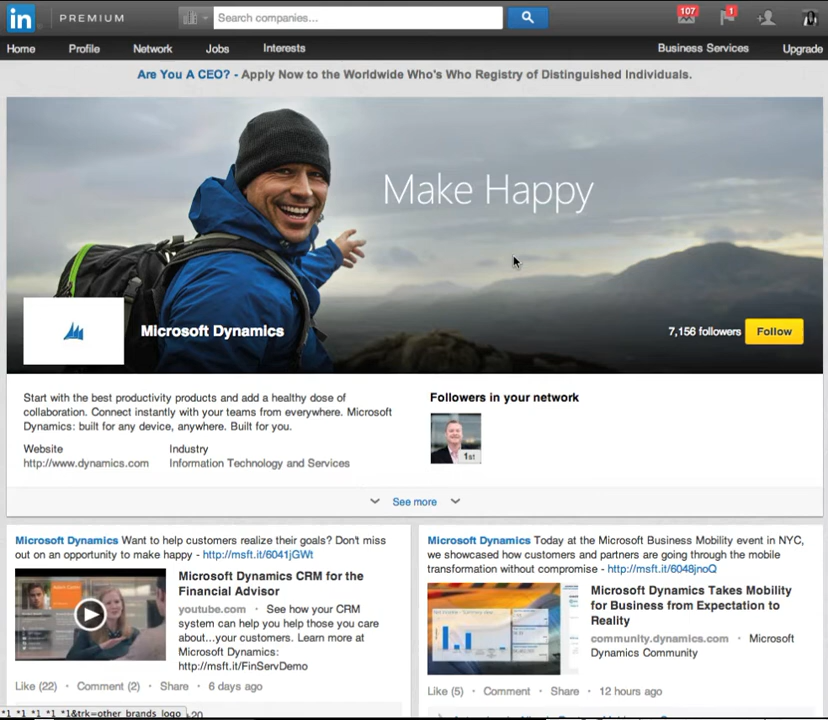 in PREMIUM Search companies... 107 1
Home Profile Network Jobs Interests Business Services Upgrade
Are You A CEO? - Apply Now to the Worldwide Who's Who Registry of Distinguished Individuals.
Make Happy
Microsoft Dynamics 7,156 followers Follow
Start with the best productivity products and add a healthy dose of
collaboration. Connect instantly with your teams from everywhere. Microsoft
Dynamics: built for any device, anywhere. Built for you.
Website Industry
http://www.dynamics.com Information Technology and Services
Followers in your network
1st
See more
Microsoft Dynamics Want to help customers realize their goals? Don't miss
out on an opportunity to make happy - http://msft.it/6041jGWt
Microsoft Dynamics CRM for the
Financial Advisor
youtube.com · See how your CRM
system can help you help those you care
about...your customers. Learn more at
Microsoft Dynamics:
http://msft.it/FinServDemo
Like (22) · Comment (2) · Share · 6 days ago
Microsoft Dynamics Today at the Microsoft Business Mobility event in NYC,
we showcased how customers and partners are going through the mobile
transformation without compromise - http://msft.it/6048jnoQ
Microsoft Dynamics Takes Mobility
for Business from Expectation to
Reality
community.dynamics.com · Microsoft
Dynamics Community
Like (5) · Comment · Share · 12 hours ago
*1_*1_*1_*1_*1&trk=other_brands_logo